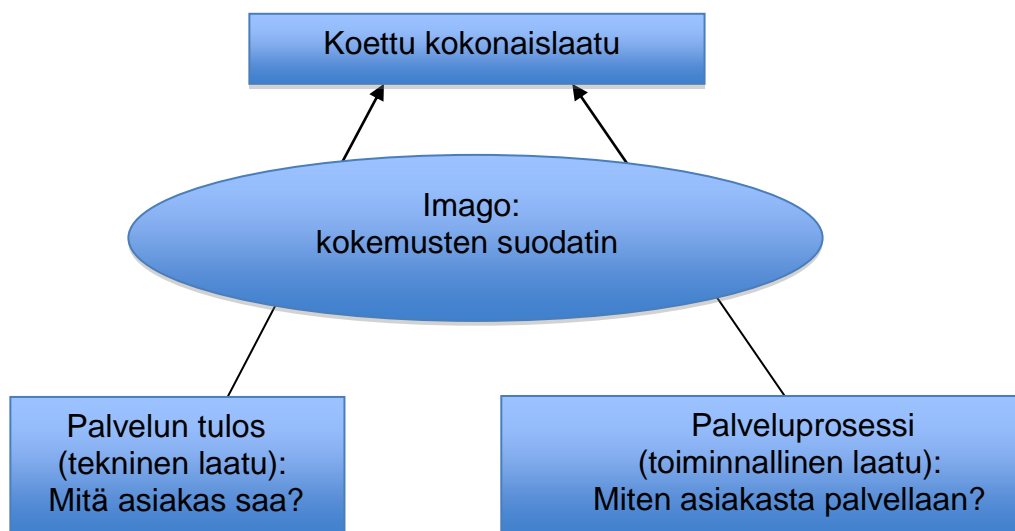 Koettu kokonaislaatu
Imago:
kokemusten suodatin
Palvelun tulos
(tekninen laatu):
Mitä asiakas saa?
Palveluprosessi
(toiminnallinen laatu):
Miten asiakasta palvellaan?